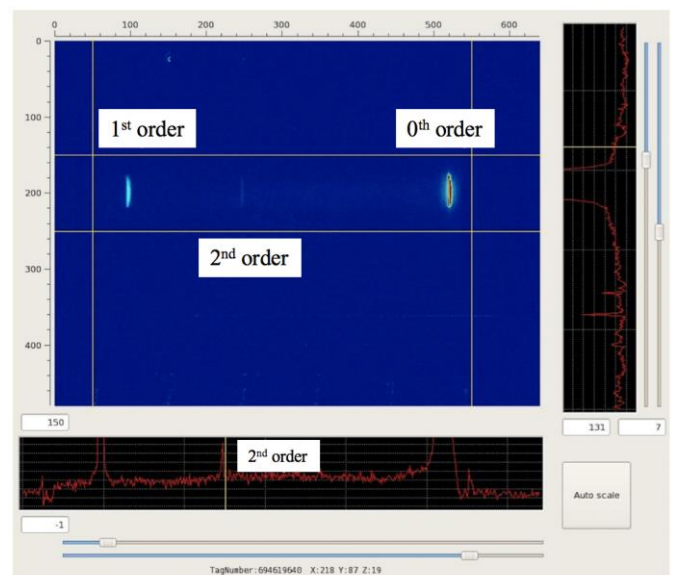 0 100 200 300 400 500 600
0
100
200
300
400
1st order
0th order
2nd order
150
131 7
2nd order
-1
Auto scale
TagNumber:694619640 X:218 Y:87 Z:19